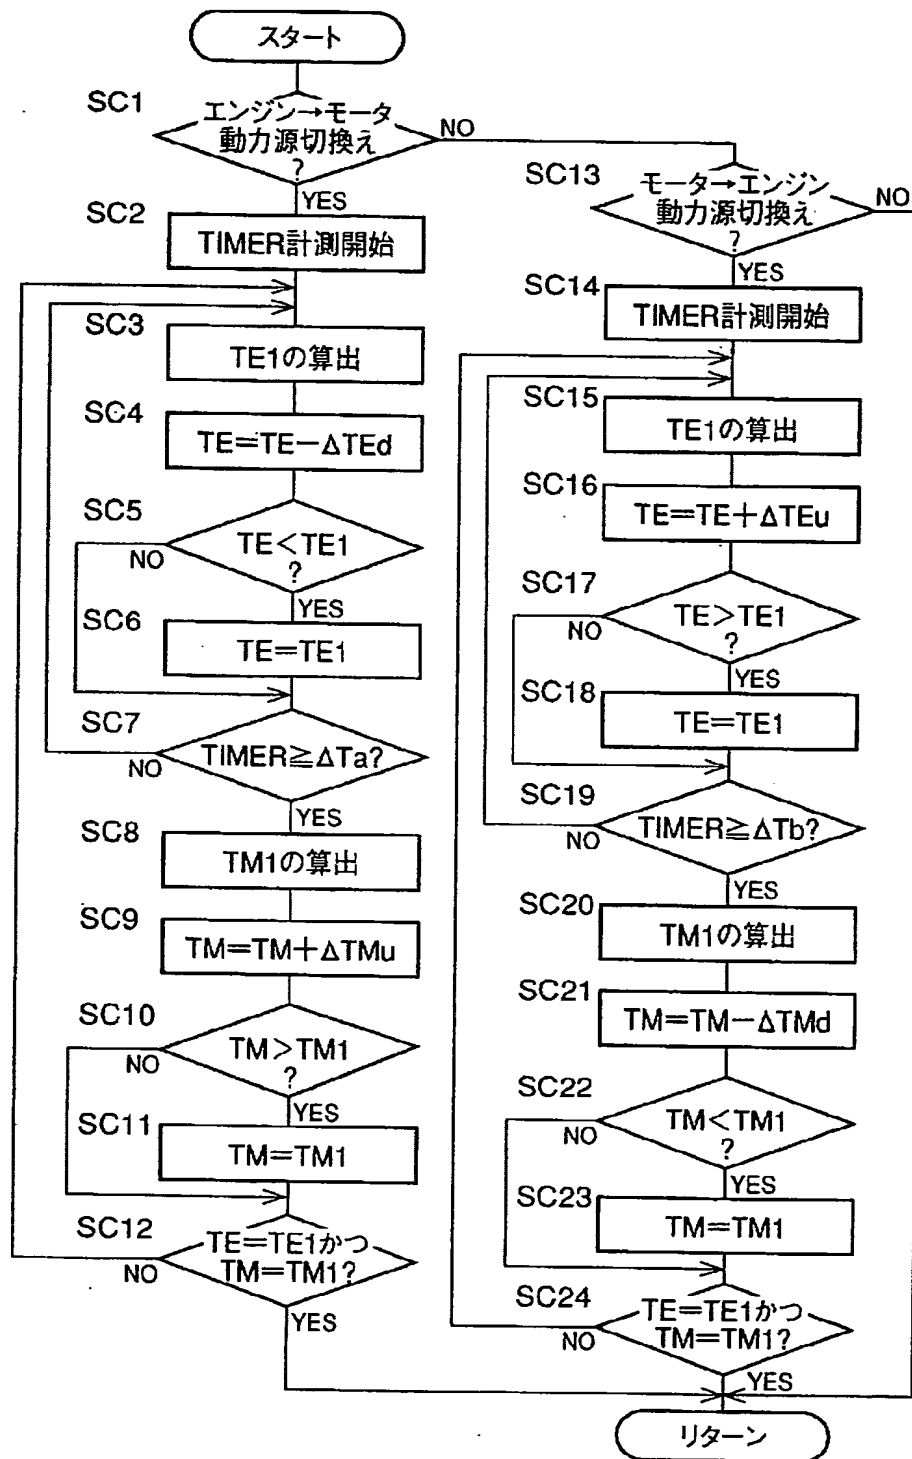 スタート
SC1
エンジン→モータ
動力源切換え
?
NO
YES
SC2
TIMER計測開始
SC3
TE1の算出
SC4
TE=TE-ΔTEd
SC5
TE<TE1
?
NO
YES
SC6
TE=TE1
SC7
TIMER≧ΔTa?
NO
YES
SC8
TM1の算出
SC9
TM=TM+ΔTMu
SC10
TM>TM1
?
NO
YES
SC11
TM=TM1
SC12
TE=TE1かつ
TM=TM1?
NO
YES
SC13
モータ→エンジン
動力源切換え
?
NO
YES
SC14
TIMER計測開始
SC15
TE1の算出
SC16
TE=TE+ΔTEu
SC17
TE>TE1
?
NO
YES
SC18
TE=TE1
SC19
TIMER≧ΔTb?
NO
YES
SC20
TM1の算出
SC21
TM=TM-ΔTMd
SC22
TM<TM1
?
NO
YES
SC23
TM=TM1
SC24
TE=TE1かつ
TM=TM1?
NO
YES
リターン